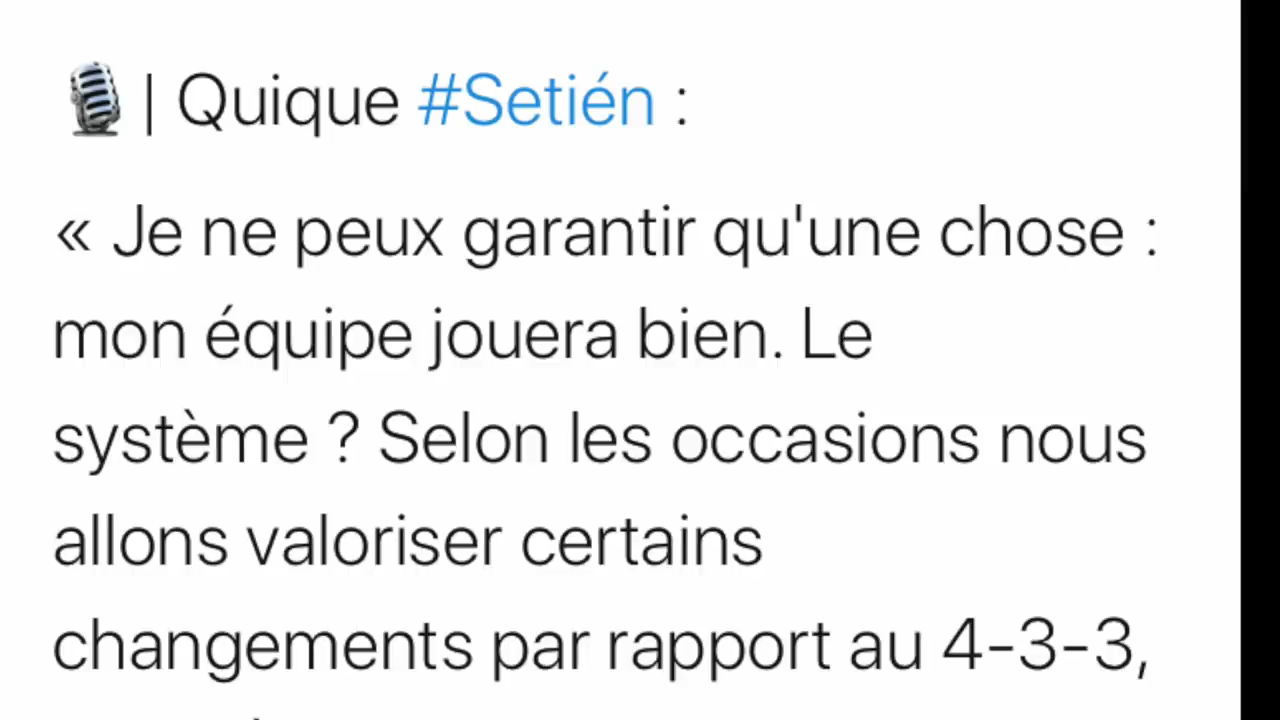 🎙️| Quique #Setién :
« Je ne peux garantir qu'une chose :
mon équipe jouera bien. Le
système ? Selon les occasions nous
allons valoriser certains
changements par rapport au 4-3-3,